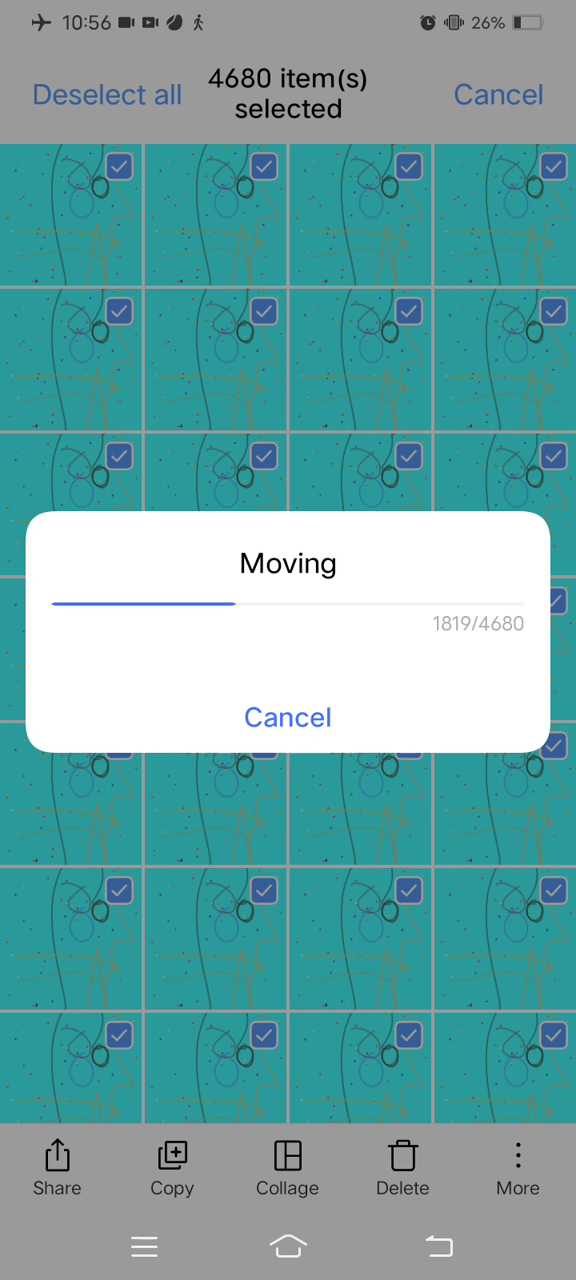 10:56
26%
Deselect all
4680 item(s)
selected
Cancel
Moving
1819/4680
Cancel
Share
Copy
Collage
Delete
More